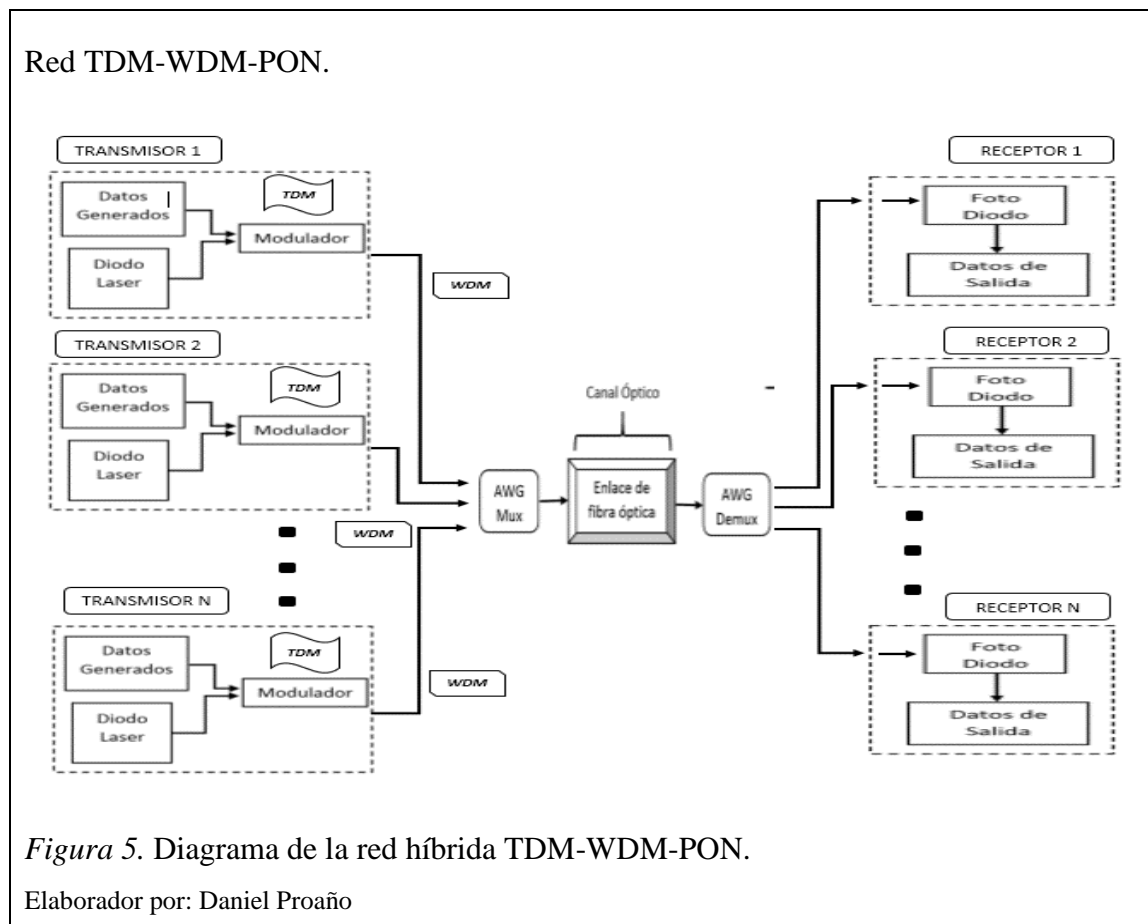 Red TDM-WDM-PON.
TRANSMISOR 1
Datos
Generados
TDM
Modulador
Diodo
Laser
WDM
TRANSMISOR 2
Datos
Generados
TDM
Modulador
Diodo
Laser
WDM
TRANSMISOR N
Datos
Generados
TDM
Modulador
Diodo
Laser
WDM
AWG
Mux
Canal Óptico
Enlace de
fibra óptica
AWG
Demux
RECEPTOR 1
Foto
Diodo
Datos de
Salida
RECEPTOR 2
Foto
Diodo
Datos de
Salida
RECEPTOR N
Foto
Diodo
Datos de
Salida
Figura 5. Diagrama de la red híbrida TDM-WDM-PON.
Elaborador por: Daniel Proaño